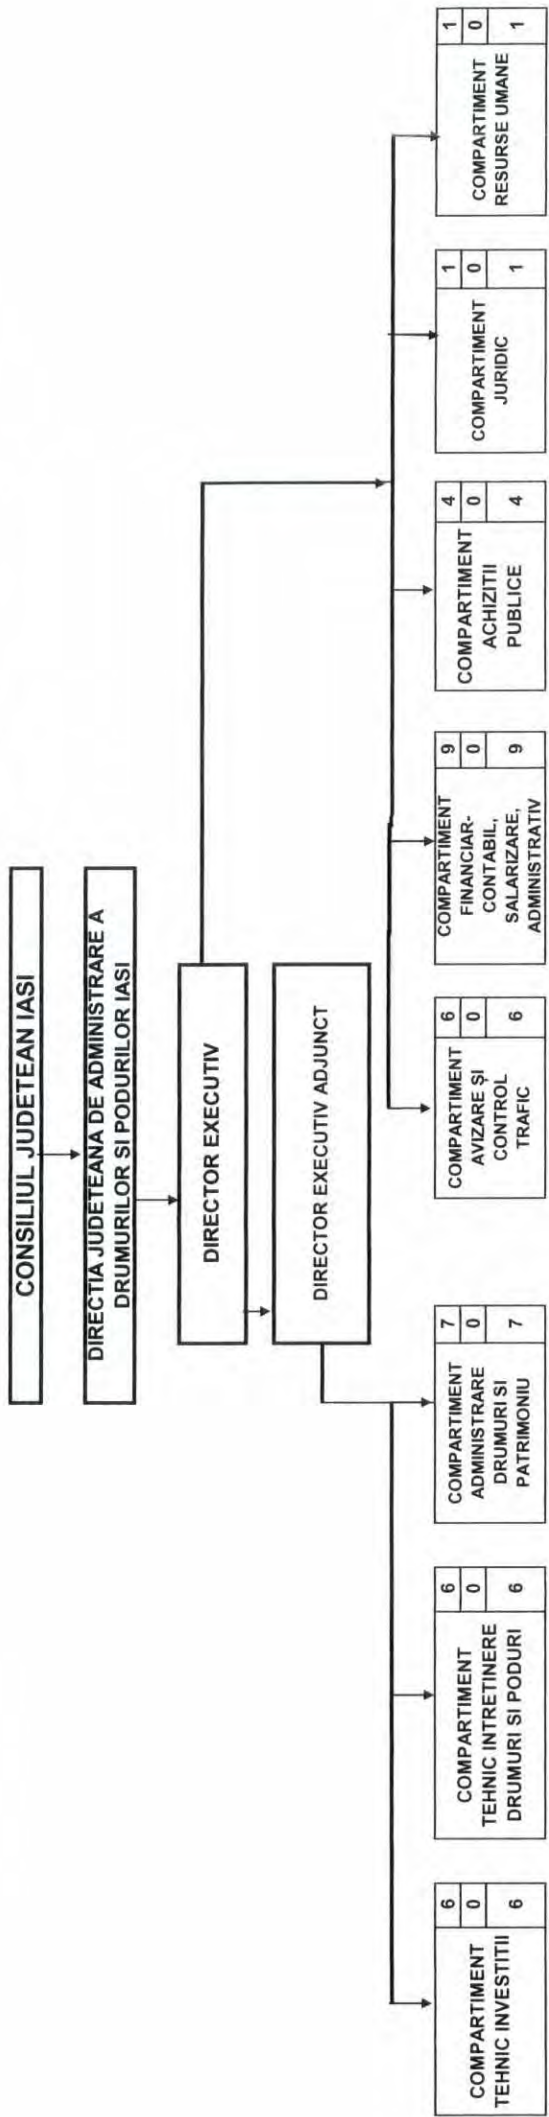 CONSILIUL JUDETEAN IASI
DIRECTIA JUDETEANA DE ADMINISTRARE A
DRUMURILOR SI PODURILOR IASI
DIRECTOR EXECUTIV
DIRECTOR EXECUTIV ADJUNCT
COMPARTIMENT
TEHNIC INVESTITII
6
0
6
COMPARTIMENT
TEHNIC INTRETINERE
DRUMURI SI PODURI
6
0
6
COMPARTIMENT
ADMINISTRARE
DRUMURI SI
PATRIMONIU
7
0
7
COMPARTIMENT
AVIZARE ȘI
CONTROL
TRAFIC
6
0
6
COMPARTIMENT
FINANCIAR-
CONTABIL,
SALARIZARE,
ADMINISTRATIV
9
0
9
COMPARTIMENT
ACHIZITII
PUBLICE
4
0
4
COMPARTIMENT
JURIDIC
1
0
1
COMPARTIMENT
RESURSE UMANE
1
0
1